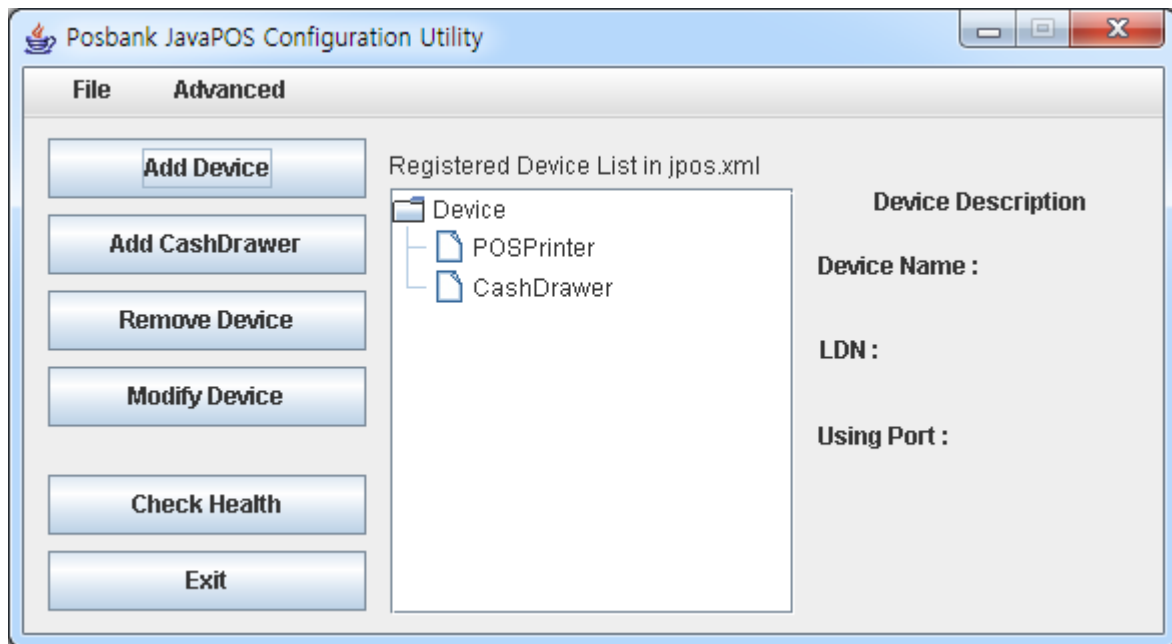 Posbank JavaPOS Configuration Utility
File Advanced
Add Device
Add CashDrawer
Remove Device
Modify Device
Check Health
Exit
Registered Device List in jpos.xml
Device
POSPrinter
CashDrawer
Device Description
Device Name :
LDN :
Using Port :